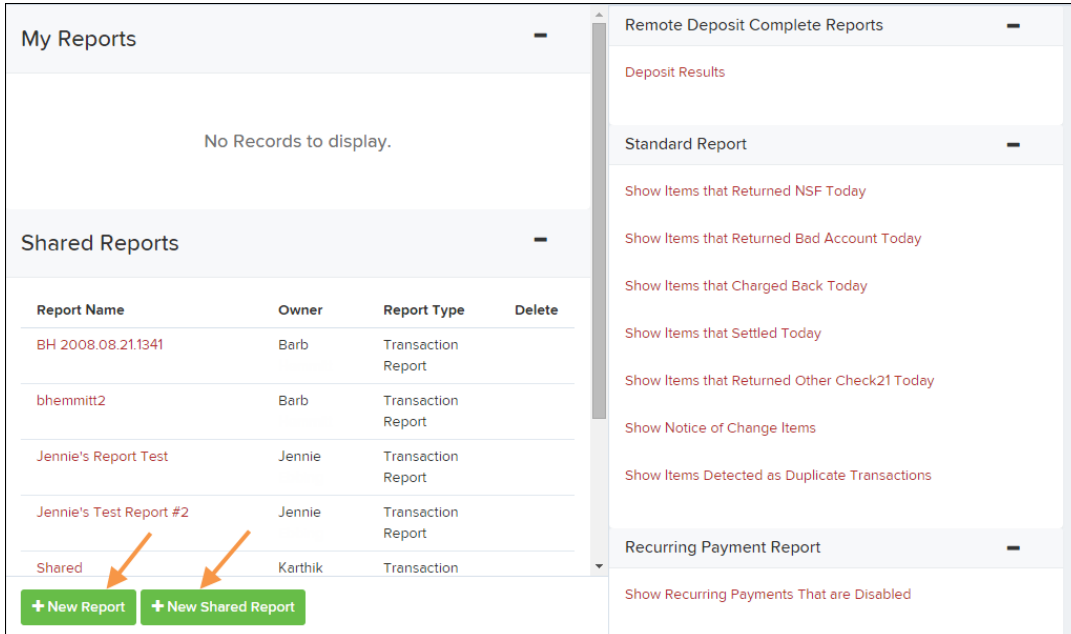 My Reports
No Records to display.
Shared Reports
Report Name Owner Report Type Delete
BH 2008.08.21.1341 Barb Transaction
Report
bhemmitt2 Barb Transaction
Report
Jennie's Report Test Jennie Transaction
Report
Jennie's Test Report #2 Jennie Transaction
Report
Shared Karthik Transaction
+ New Report + New Shared Report
Remote Deposit Complete Reports
Deposit Results
Standard Report
Show Items that Returned NSF Today
Show Items that Returned Bad Account Today
Show Items that Charged Back Today
Show Items that Settled Today
Show Items that Returned Other Check21 Today
Show Notice of Change Items
Show Items Detected as Duplicate Transactions
Recurring Payment Report
Show Recurring Payments That are Disabled